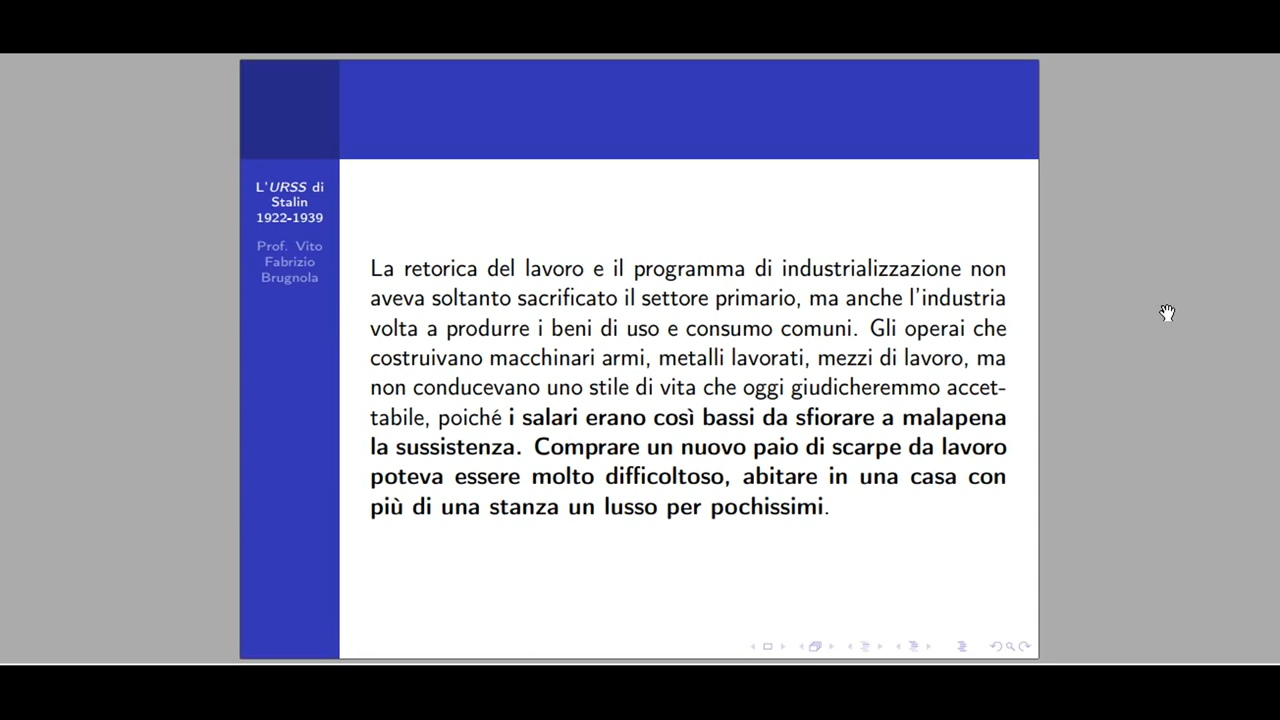 L'URSS di
Stalin
1922-1939
Prof. Vito
Fabrizio
Brugnola
La retorica del lavoro e il programma di industrializzazione non
aveva soltanto sacrificato il settore primario, ma anche l'industria
volta a produrre i beni di uso e consumo comuni. Gli operai che
costruivano macchinari armi, metalli lavorati, mezzi di lavoro, ma
non conducevano uno stile di vita che oggi giudicheremmo accet-
tabile, poiché i salari erano così bassi da sfiorare a malapena
la sussistenza. Comprare un nuovo paio di scarpe da lavoro
poteva essere molto difficoltoso, abitare in una casa con
più di una stanza un lusso per pochissimi.